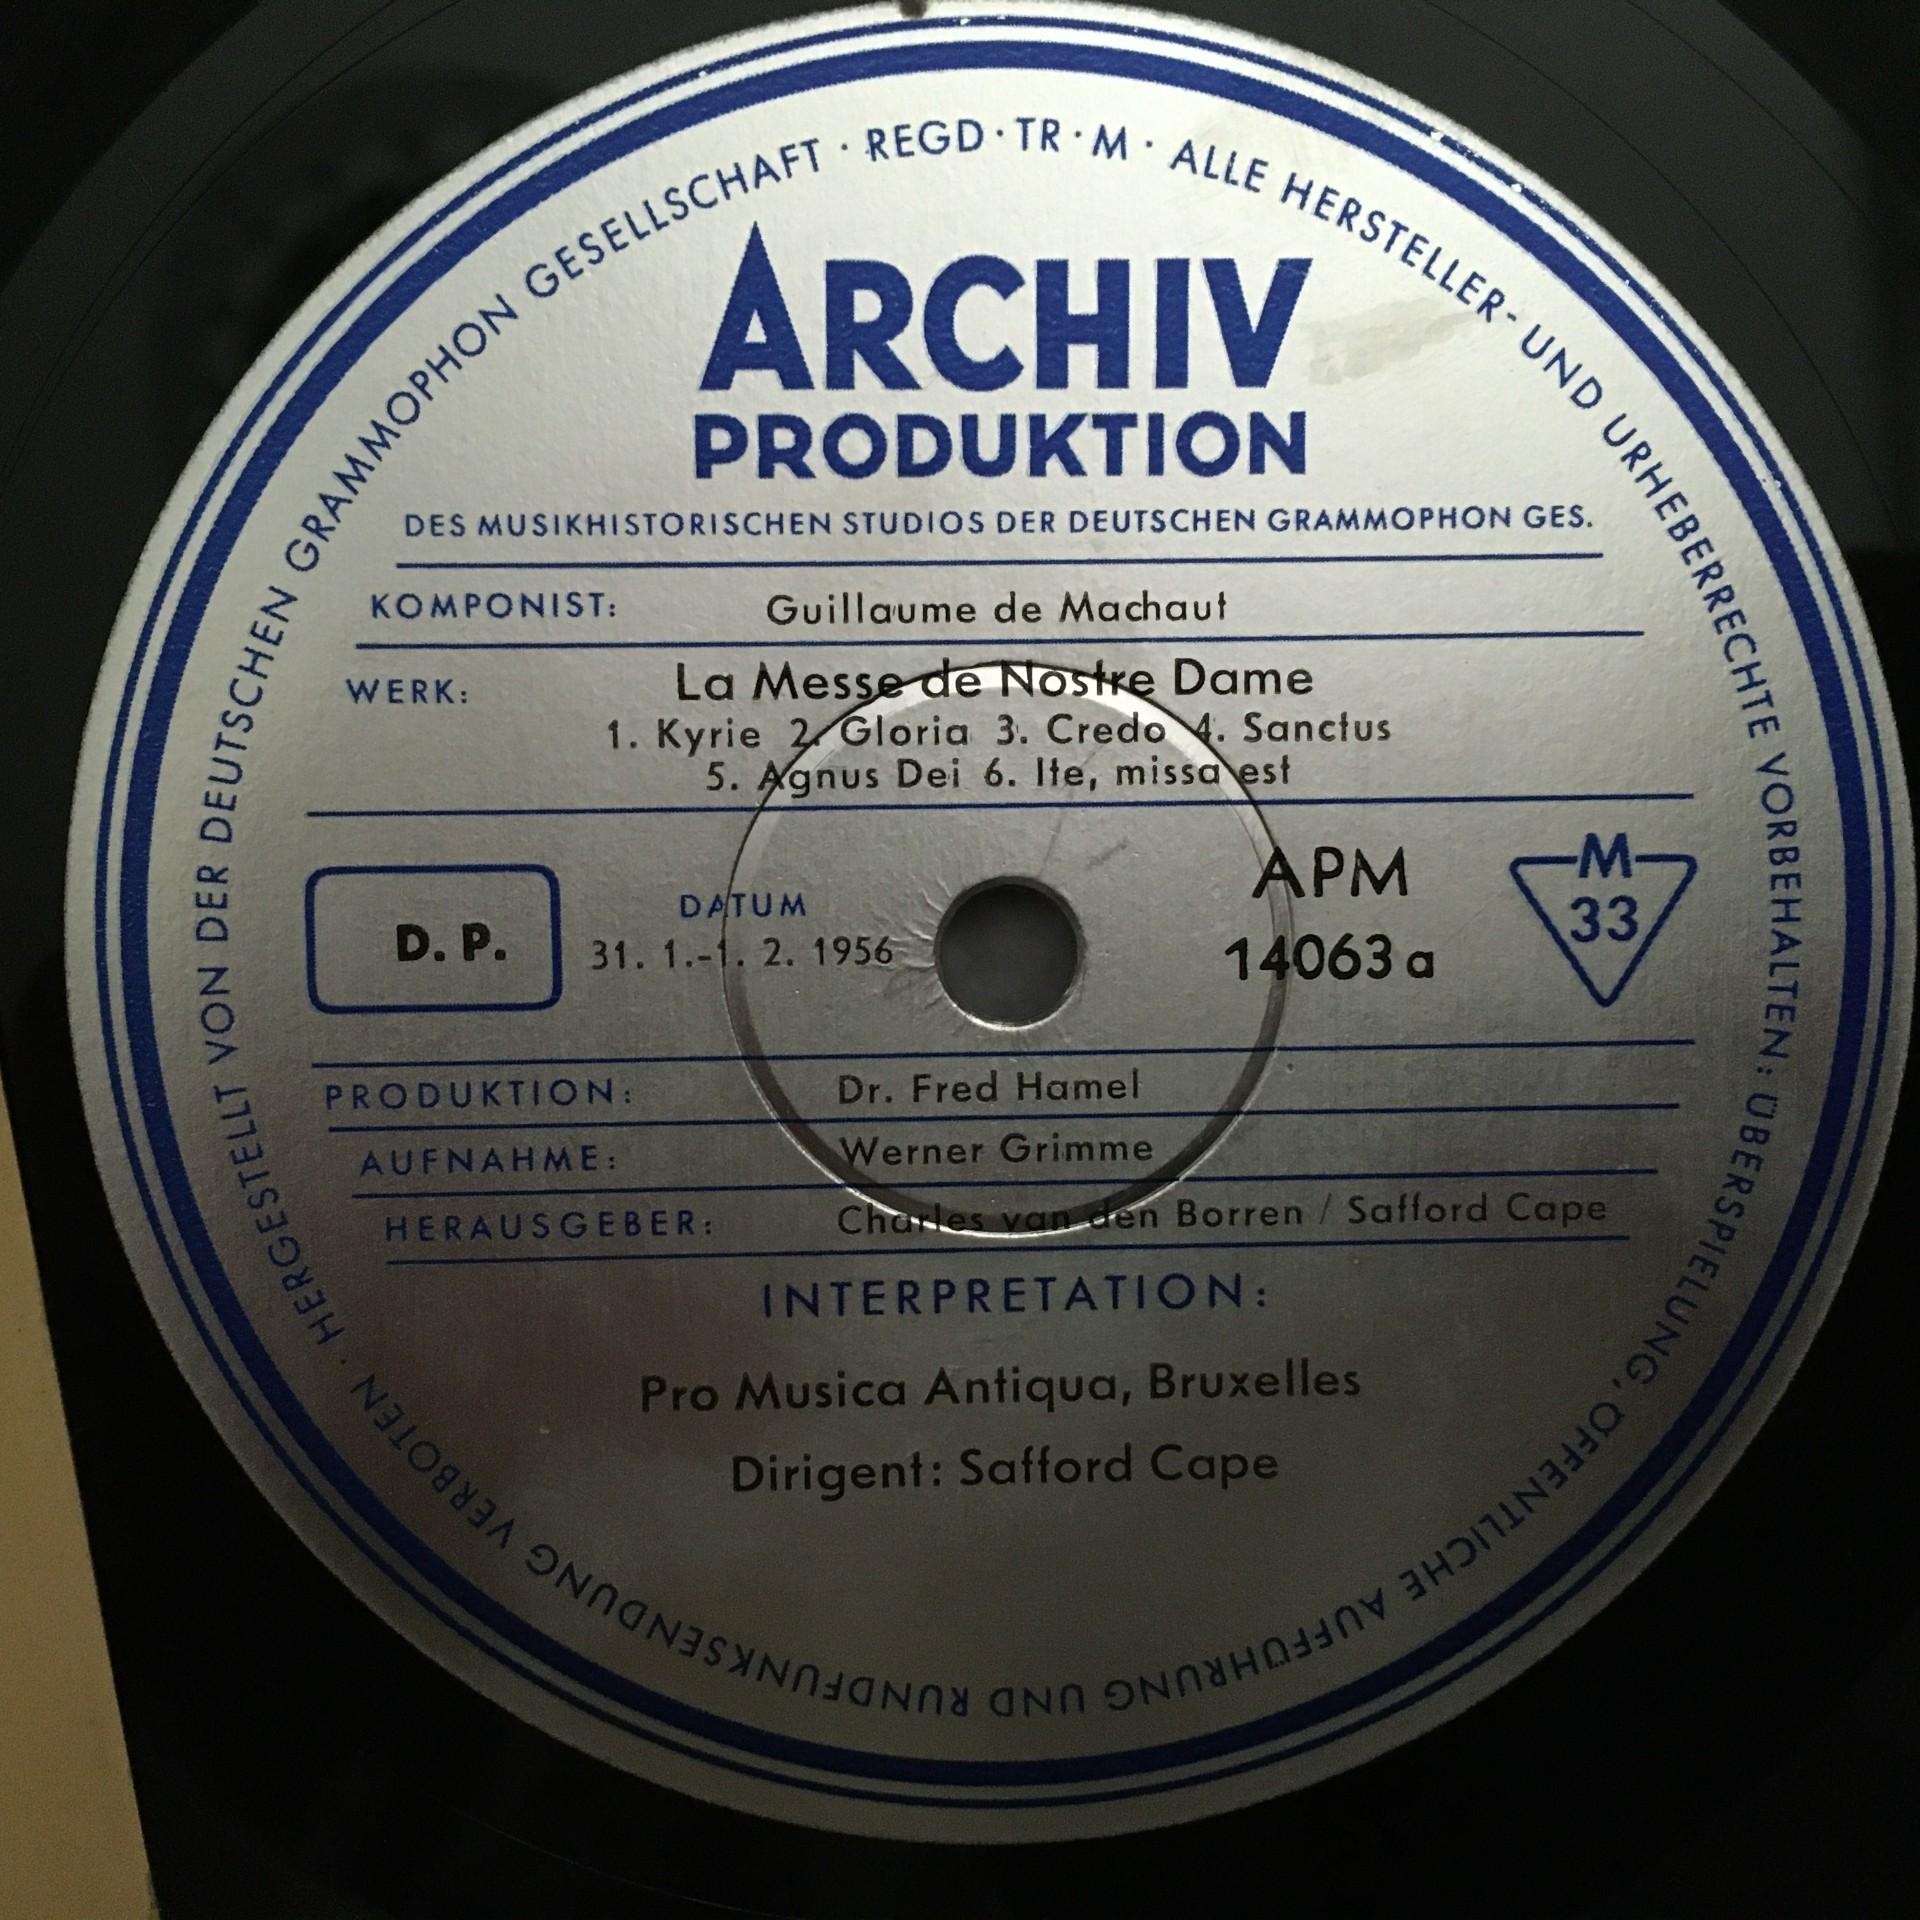 HERGESTELLT VON DER DEUTSCHEN GRAMMOPHON GESELLSCHAFT · REGD · TR · M · ALLE HERSTELLER- UND URHEBERRECHTE VORBEHALTEN: ÜBERSPIELUNG, ÖFFENTLICHE AUFFÜHRUNG UND RUNDFUNKSENDUNG VERBOTEN ·
ARCHIV
PRODUKTION
DES MUSIKHISTORISCHEN STUDIOS DER DEUTSCHEN GRAMMOPHON GES.
KOMPONIST: Guillaume de Machaut
WERK: La Messe de Nostre Dame
1. Kyrie 2. Gloria 3. Credo 4. Sanctus
5. Agnus Dei 6. Ite, missa est
D. P.
DATUM
31. 1.-1. 2. 1956
APM
14063 a
M
33
PRODUKTION: Dr. Fred Hamel
AUFNAHME: Werner Grimme
HERAUSGEBER: Charles van den Borren / Safford Cape
INTERPRETATION:
Pro Musica Antiqua, Bruxelles
Dirigent: Safford Cape